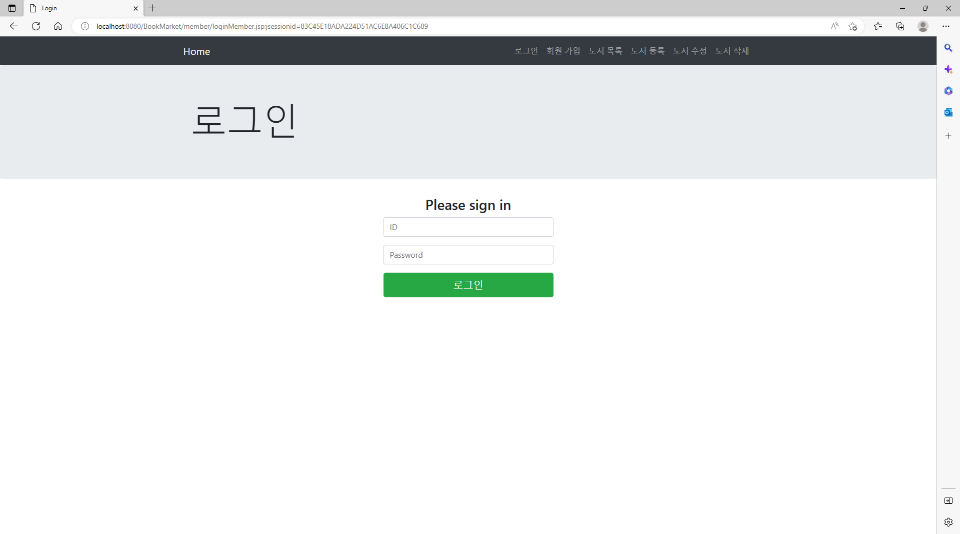 Login
localhost:8080/BookMarket/member/loginMember.jsp;jsessionid=83C45E18ADA224D51AC6E8A406C1C689
Home 로그인 회원 가입 도서 목록 도서 등록 도서 수정 도서 삭제
로그인
Please sign in
ID
Password
로그인